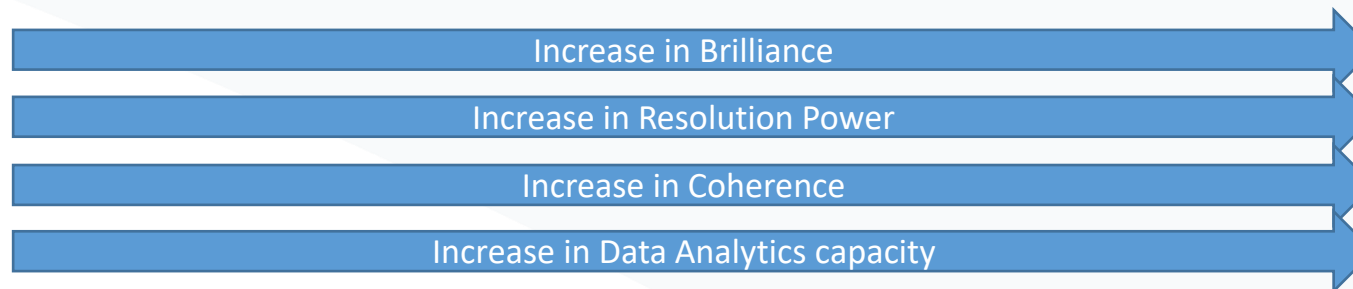 Increase in Brilliance
Increase in Resolution Power
Increase in Coherence
Increase in Data Analytics capacity